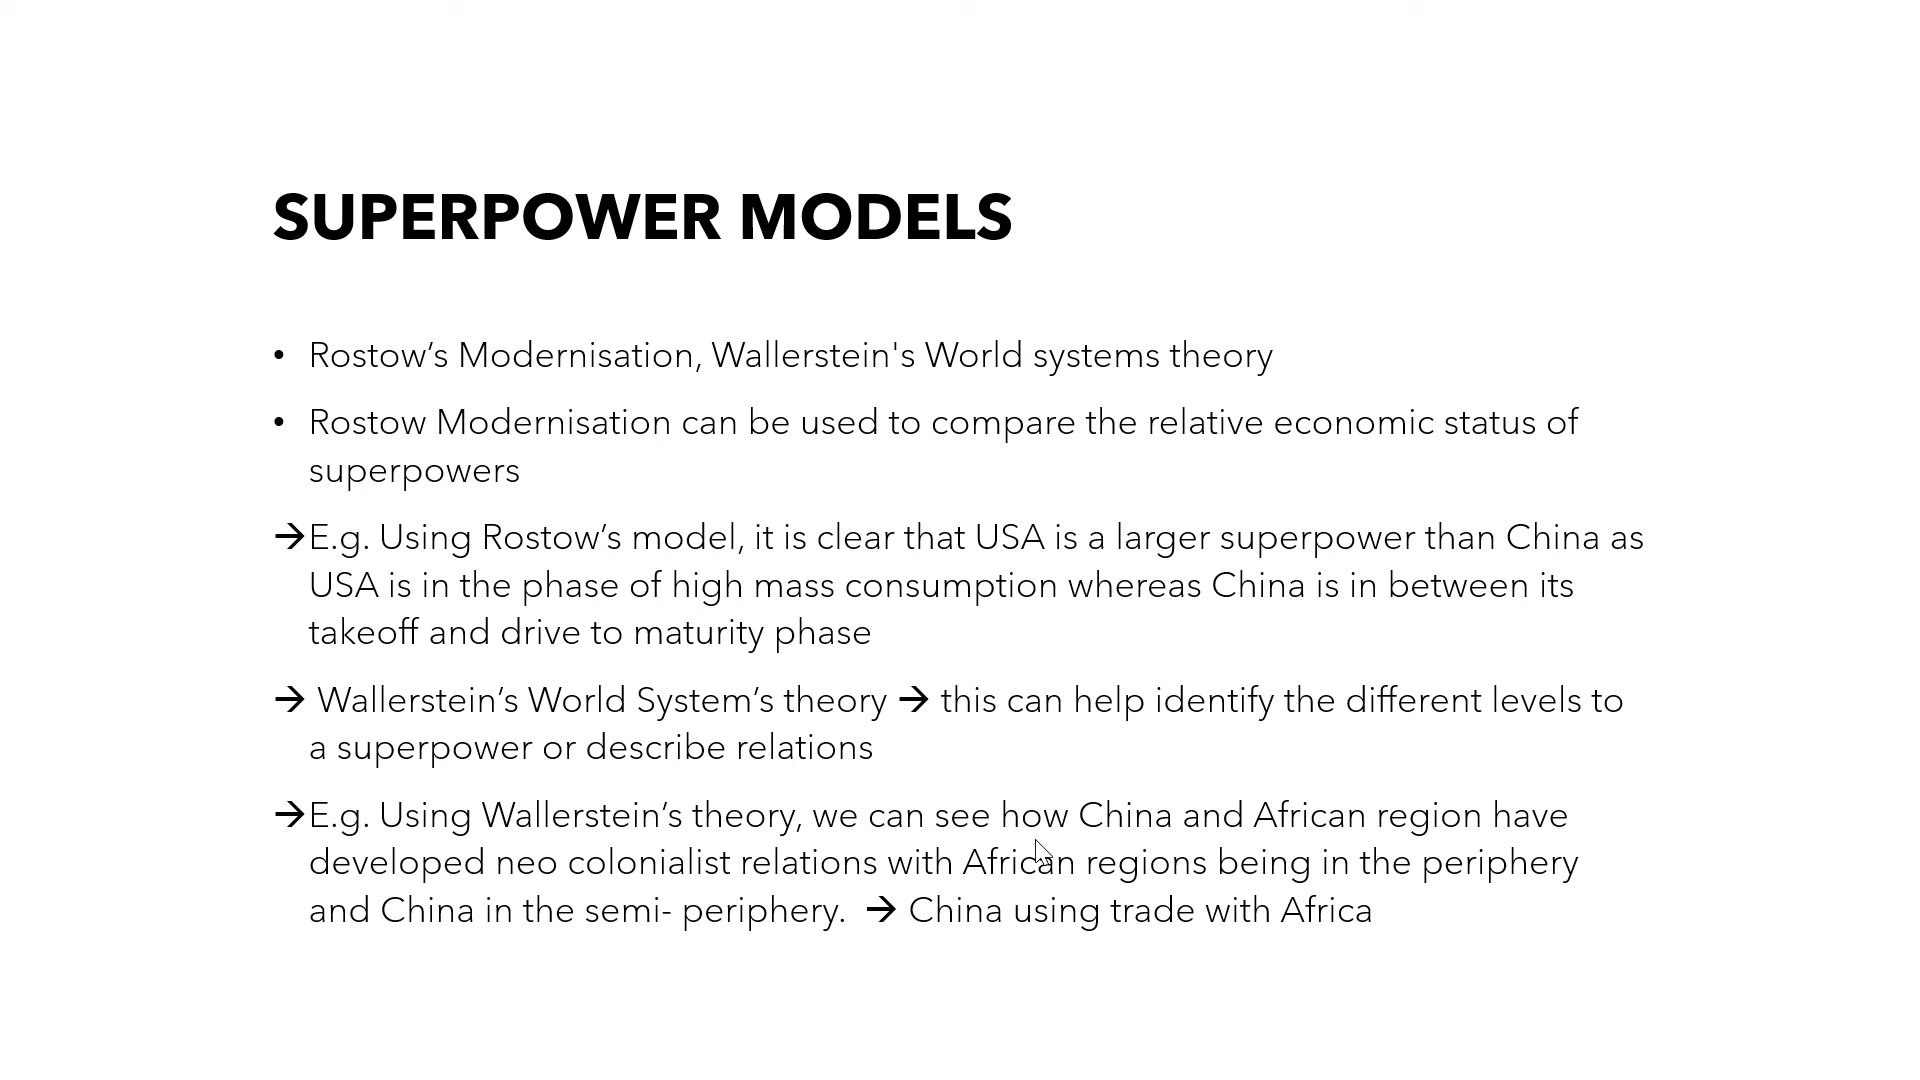 SUPERPOWER MODELS
• Rostow’s Modernisation, Wallerstein's World systems theory
• Rostow Modernisation can be used to compare the relative economic status of
superpowers
→E.g. Using Rostow’s model, it is clear that USA is a larger superpower than China as
USA is in the phase of high mass consumption whereas China is in between its
takeoff and drive to maturity phase
→ Wallerstein’s World System’s theory → this can help identify the different levels to
a superpower or describe relations
→E.g. Using Wallerstein’s theory, we can see how China and African region have
developed neo colonialist relations with African regions being in the periphery
and China in the semi- periphery. → China using trade with Africa